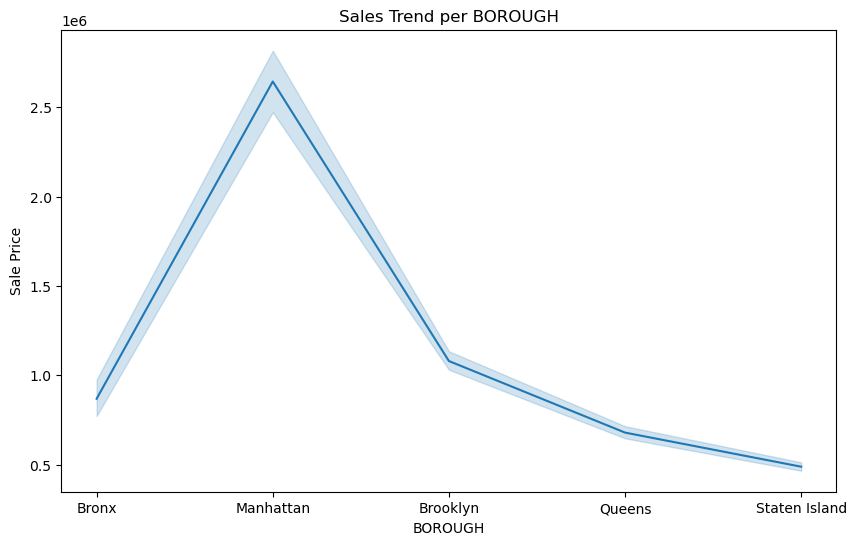 Sales Trend per BOROUGH
1e6
2.5
2.0
1.5
1.0
0.5
Sale Price
Bronx Manhattan Brooklyn Queens Staten Island
BOROUGH